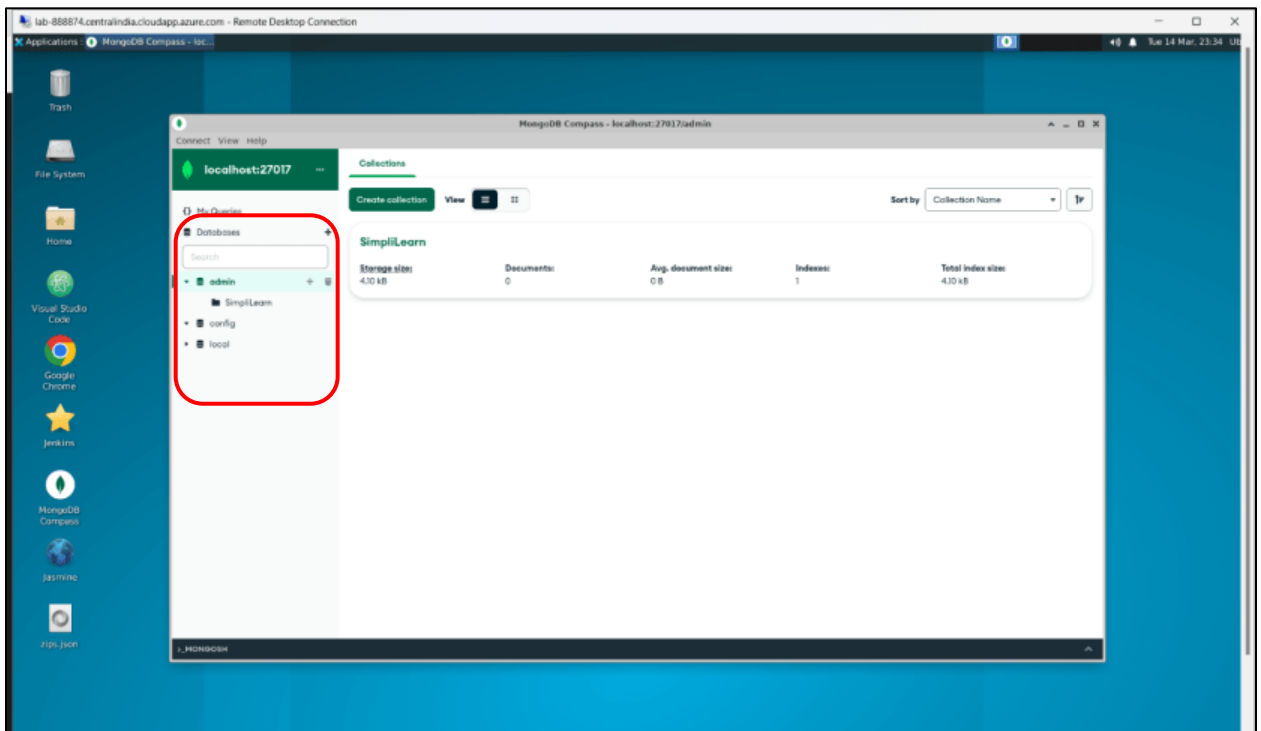 lab-888874.centralindia.cloudapp.azure.com - Remote Desktop Connection
Applications : MongoDB Compass - loc...
Tue 14 Mar, 23:34 Ub
Trash
File System
Home
Visual Studio
Code
Google
Chrome
Jenkins
MongoDB
Compass
Jasmine
zips.json
MongoDB Compass - localhost:27017/admin
Connect View Help
localhost:27017 ...
My Queries
Databases +
Search
admin +
SimpliLearn
config
local
Collections
Create collection View
Sort by Collection Name
SimpliLearn
Storage size: Documents: Avg. document size: Indexes: Total index size:
4.10 kB 0 0 B 1 4.10 kB
>_MONGOSH